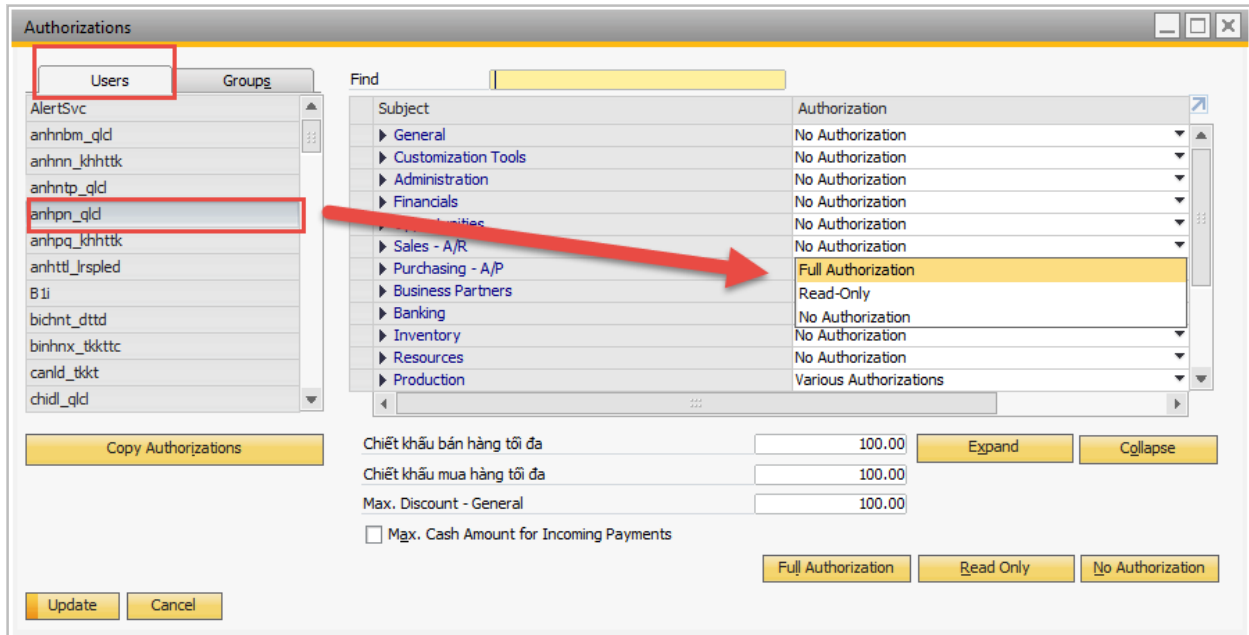 Authorizations
Users Groups Find
AlertSvc Subject Authorization
anhnbm_qlcl General No Authorization
anhnn_khhttk Customization Tools No Authorization
anhntp_qlcl Administration No Authorization
anhpn_qlcl Financials No Authorization
Opportunities No Authorization
anhpq_khhttk Sales - A/R No Authorization
anhttl_lrspled Purchasing - A/P Full Authorization
B1i Business Partners Read-Only
bichnt_dttd Banking No Authorization
binhnx_tkkttc Inventory No Authorization
canld_tkkt Resources No Authorization
chidl_qlcl Production Various Authorizations
Copy Authorizations
Chiết khấu bán hàng tối đa 100.00 Expand Collapse
Chiết khấu mua hàng tối đa 100.00
Max. Discount - General 100.00
Max. Cash Amount for Incoming Payments
Full Authorization Read Only No Authorization
Update Cancel